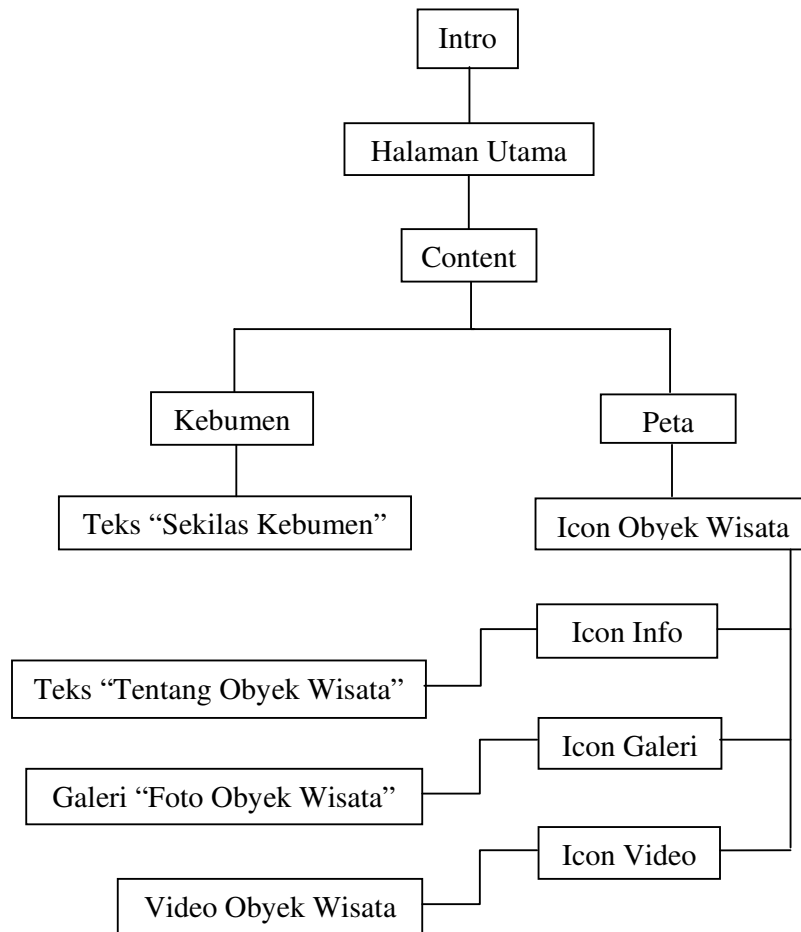 Intro
Halaman Utama
Content
Kebumen
Peta
Teks “Sekilas Kebumen”
Icon Obyek Wisata
Icon Info
Teks “Tentang Obyek Wisata”
Icon Galeri
Galeri “Foto Obyek Wisata”
Icon Video
Video Obyek Wisata